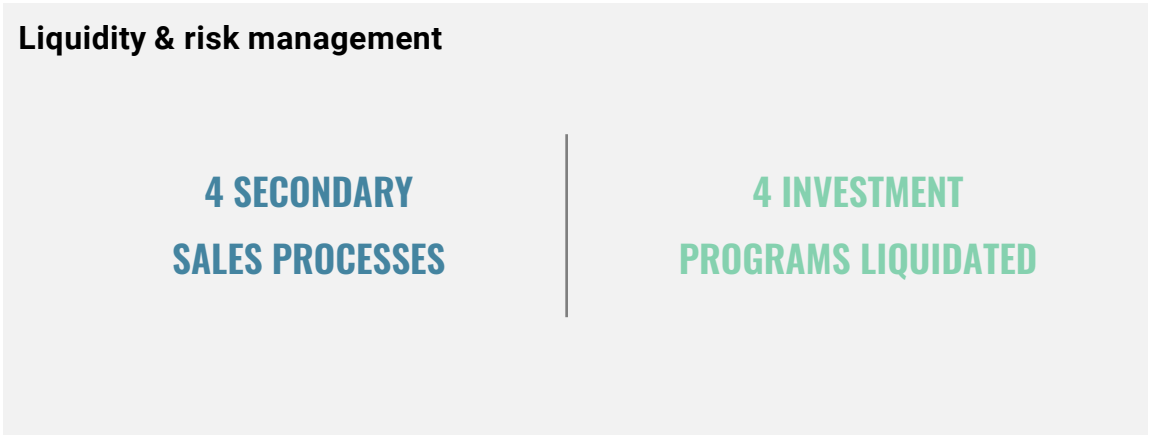 Liquidity & risk management
4 SECONDARY
SALES PROCESSES
4 INVESTMENT
PROGRAMS LIQUIDATED